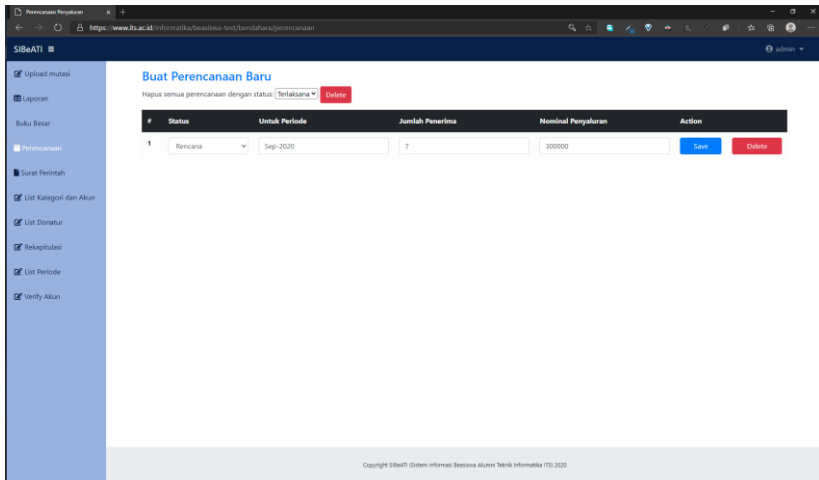 Perencanaan Penyaluran
https://www.its.ac.id/informatika/beasiswa-test/bendahara/perencanaan
SIBeATI
admin
Upload mutasi
Laporan
Buku Besar
Perencanaan
Surat Perintah
List Kategori dan Akun
List Donatur
Rekapitulasi
List Periode
Verify Akun
Buat Perencanaan Baru
Hapus semua perencanaan dengan status: Terlaksana Delete
# Status Untuk Periode Jumlah Penerima Nominal Penyaluran Action
1 Rencana Sep-2020 7 300000 Save Delete
Copyright SIBeATI (Sistem Informasi Beasiswa Alumni Teknik Informatika ITS) 2020